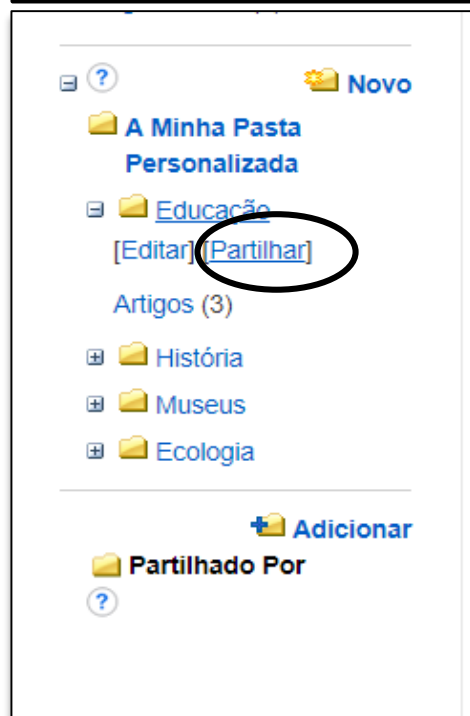 ? Novo
A Minha Pasta
Personalizada
Educação
[Editar] [Partilhar]
Artigos (3)
História
Museus
Ecologia
Adicionar
Partilhado Por
?